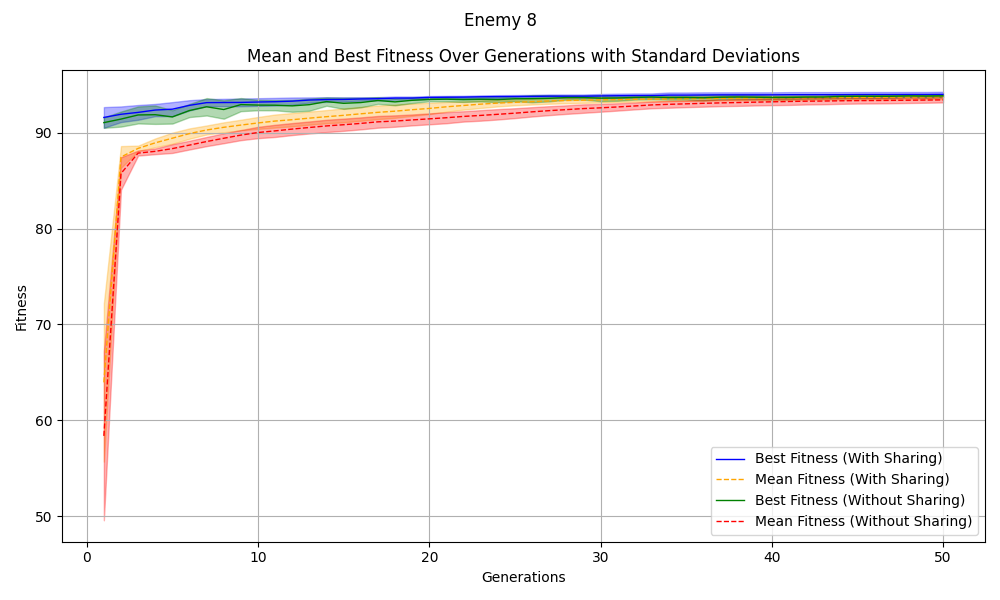 Enemy 8
Mean and Best Fitness Over Generations with Standard Deviations
Fitness
90
80
70
60
50
0 10 20 30 40 50
Generations
Best Fitness (With Sharing)
Mean Fitness (With Sharing)
Best Fitness (Without Sharing)
Mean Fitness (Without Sharing)